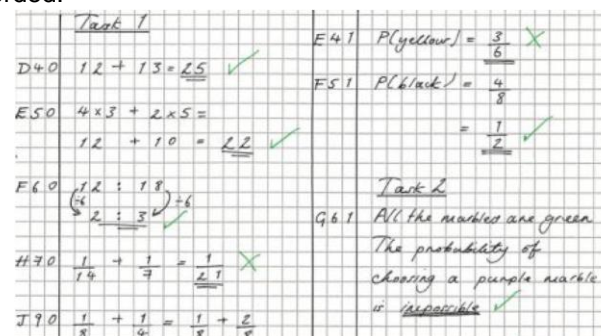 Task 1
D40 12 + 13 = 25 ✓
E50 4 × 3 + 2 × 5 =
12 + 10 = 22 ✓
F60 12 : 18
÷6 ÷6
2 : 3 ✓
H70 1/14 + 1/7 = 1/21 ✗
J90 1/8 + 1/4 = 1/8 + 2/8
E41 P(yellow) = 3/6 ✗
F51 P(black) = 4/8
= 1/2 ✓
Task 2
G61 All the marbled are green
The probability of
choosing a purple marble
is impossible ✓